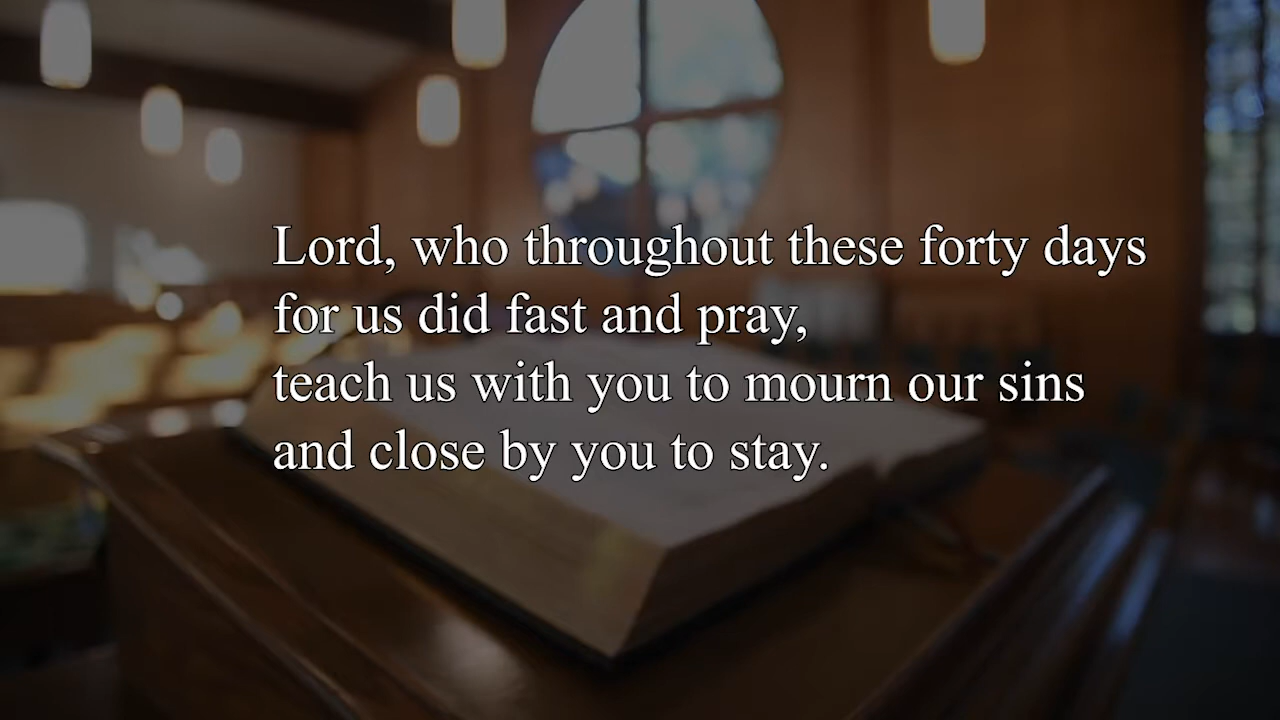 Lord, who throughout these forty days
for us did fast and pray,
teach us with you to mourn our sins
and close by you to stay.